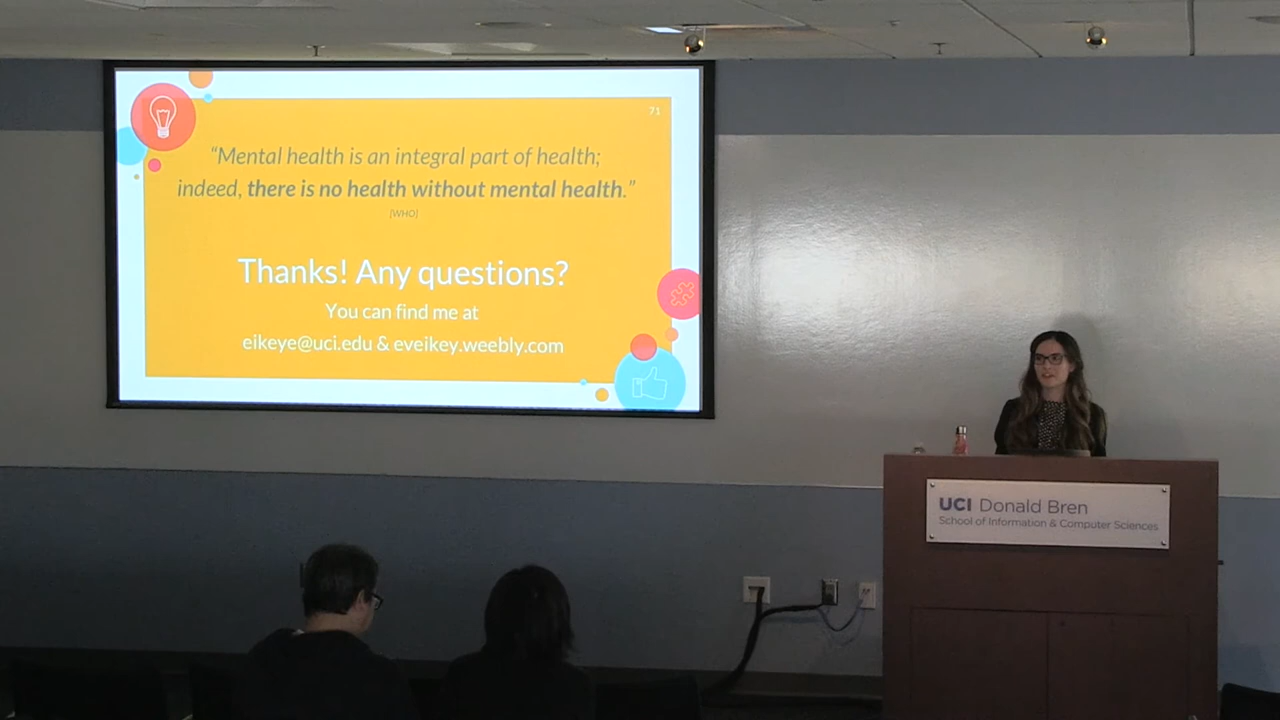 71
“Mental health is an integral part of health;
indeed, there is no health without mental health.”
[WHO]
Thanks! Any questions?
You can find me at
eikeye@uci.edu & eveikey.weebly.com
UCI Donald Bren
School of Information & Computer Sciences